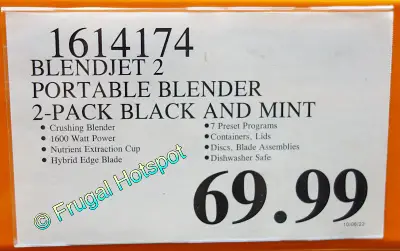 1614174
BLENDJET 2
PORTABLE BLENDER
2-PACK BLACK AND MINT
• Crushing Blender
• 1600 Watt Power
• Nutrient Extraction Cup
• Hybrid Edge Blade
• 7 Preset Programs
• Containers, Lids
• Discs, Blade Assemblies
• Dishwasher Safe
© Frugal Hotspot
69.99